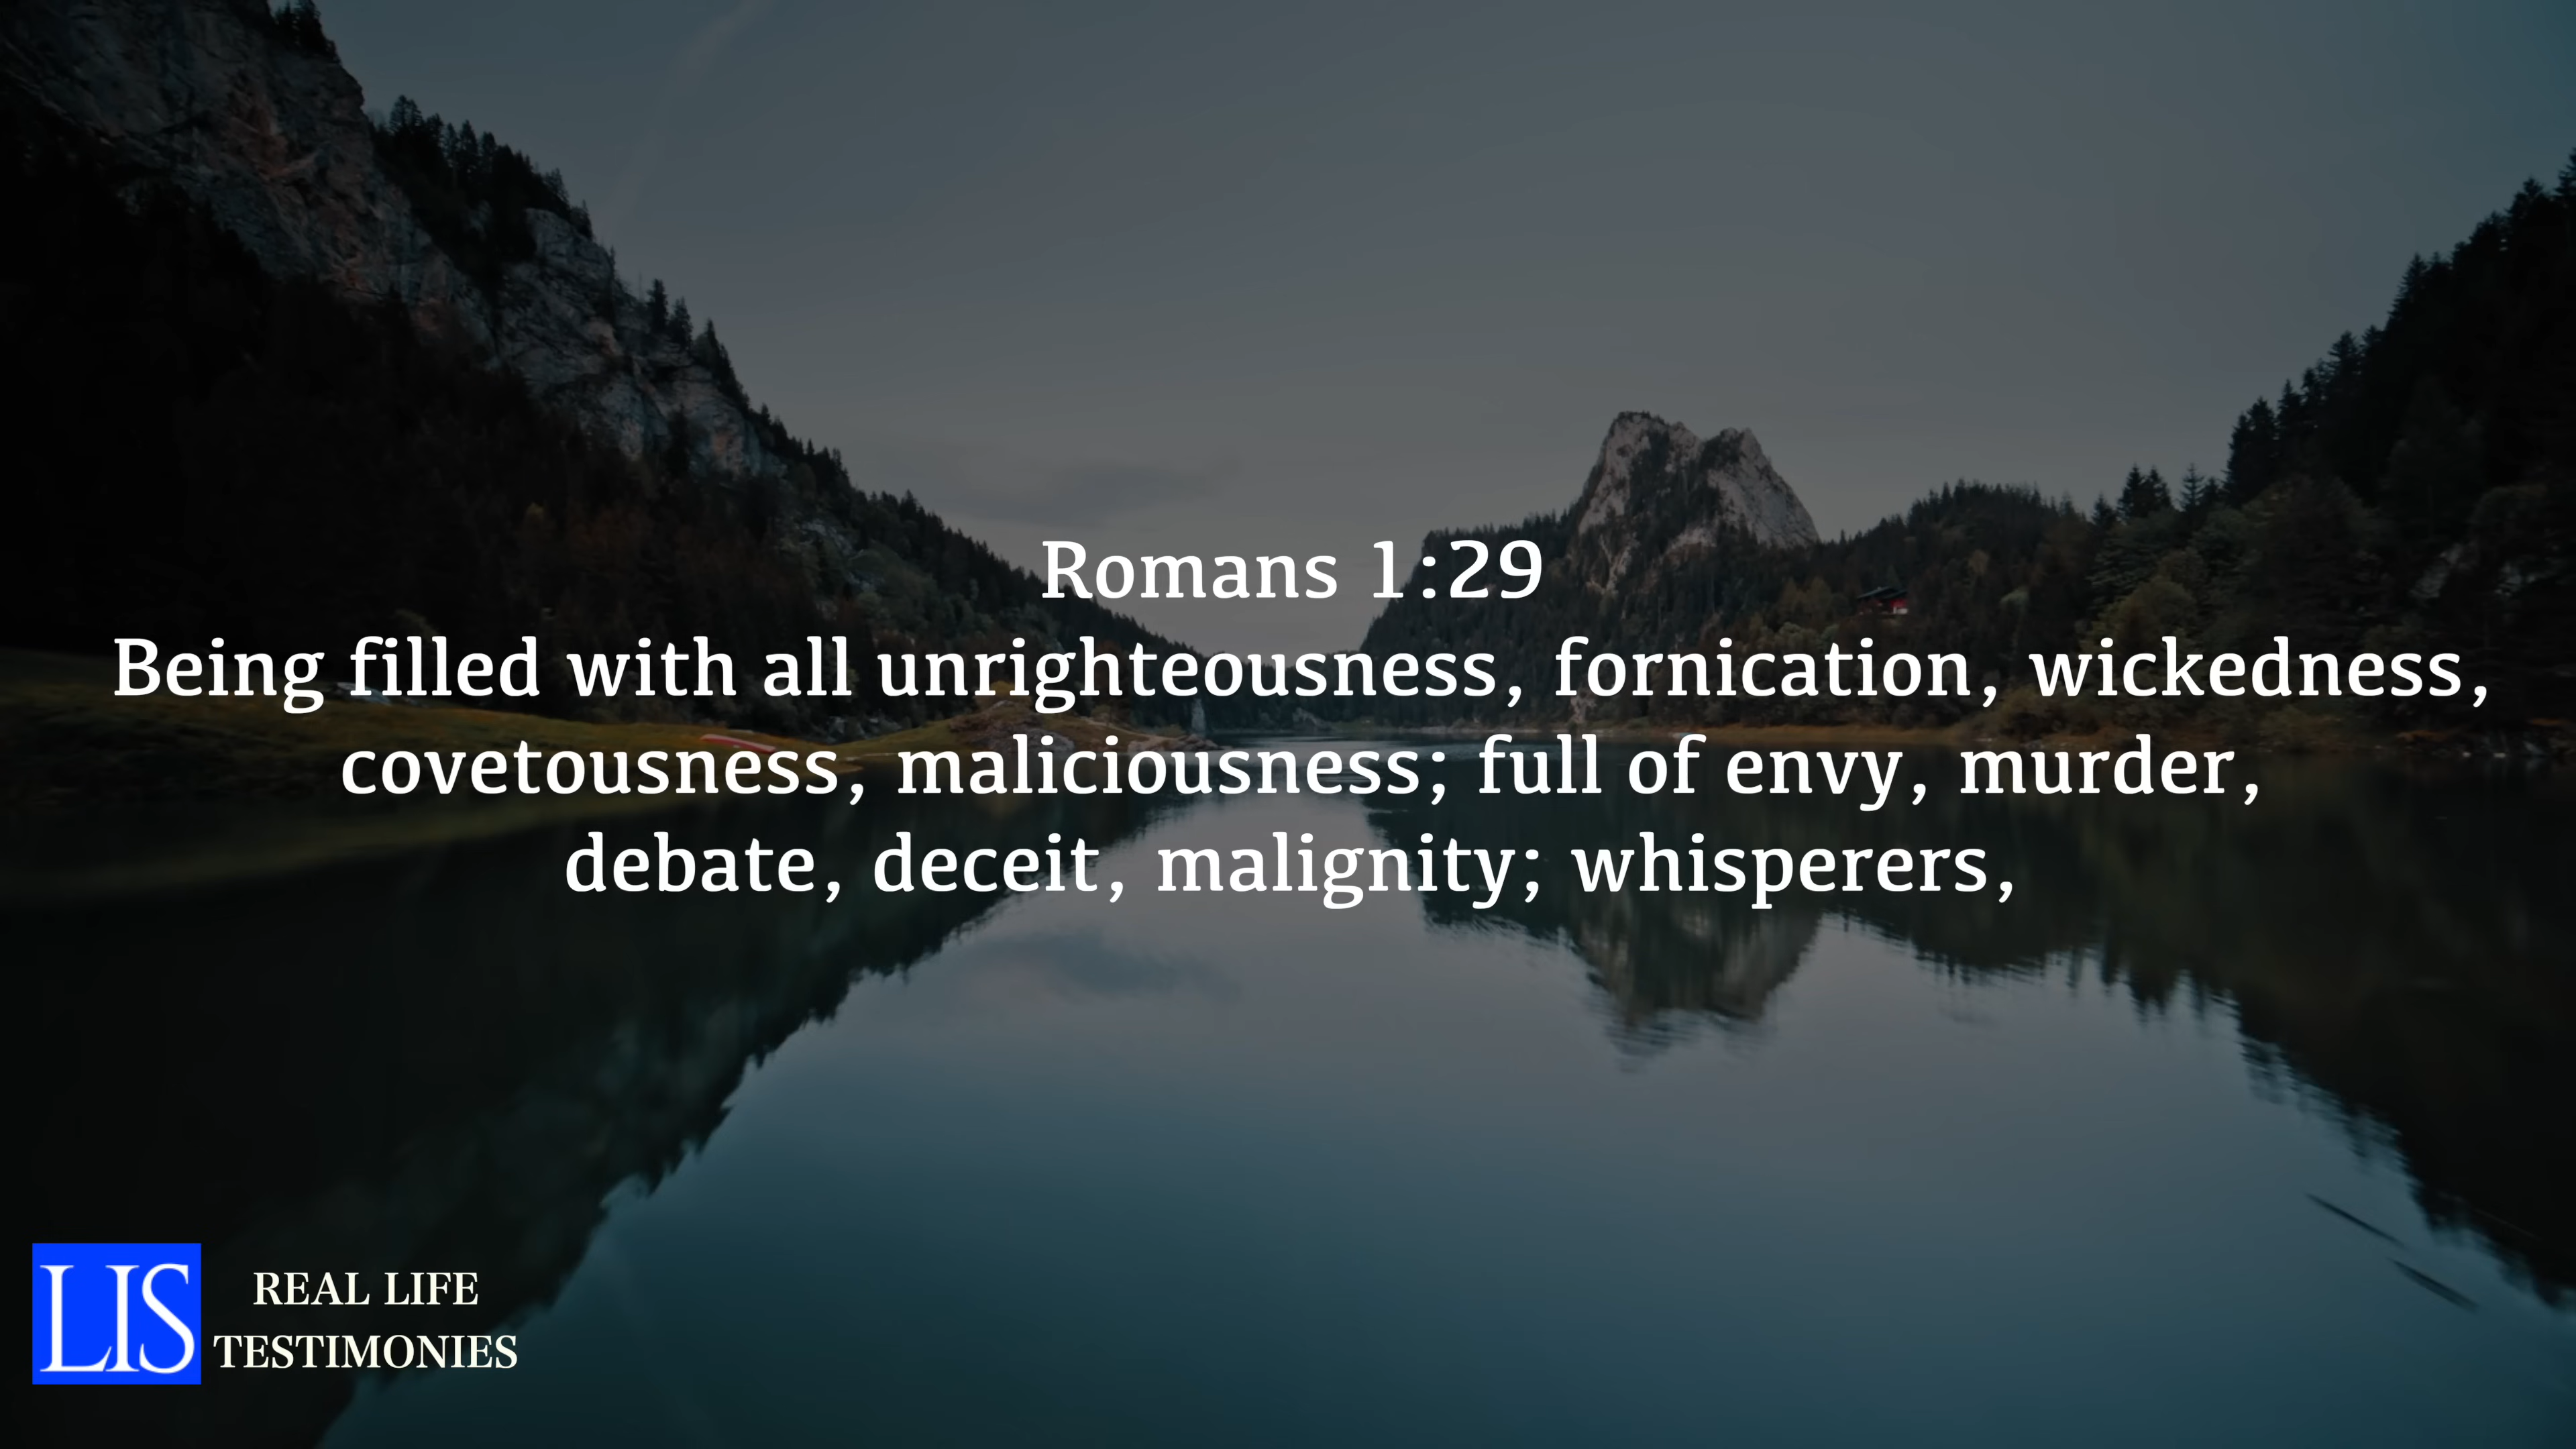 Romans 1:29
Being filled with all unrighteousness, fornication, wickedness,
covetousness, maliciousness; full of envy, murder,
debate, deceit, malignity; whisperers,
LIS
REAL LIFE
TESTIMONIES